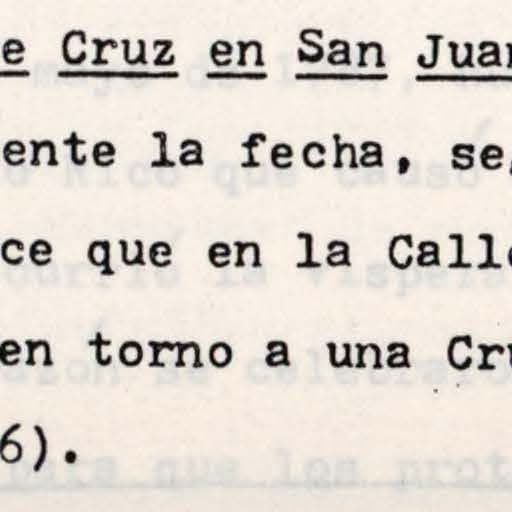 e Cruz en San Juan
ente la fecha, se
ce que en la Calle
en torno a una Cru
6).